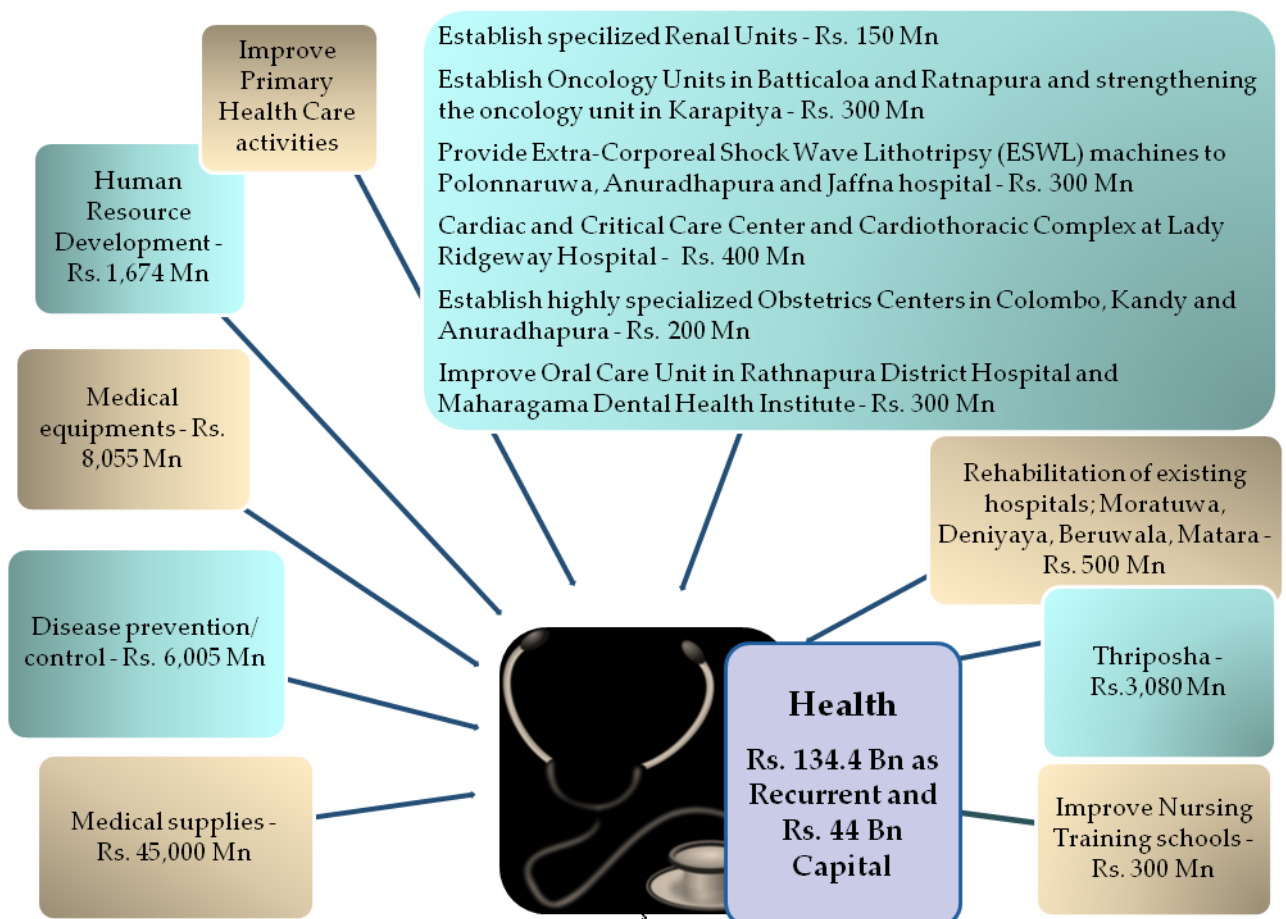 Improve
Primary
Health Care
activities
Establish specilized Renal Units - Rs. 150 Mn
Establish Oncology Units in Batticaloa and Ratnapura and strengthening
the oncology unit in Karapitya - Rs. 300 Mn
Provide Extra-Corporeal Shock Wave Lithotripsy (ESWL) machines to
Polonnaruwa, Anuradhapura and Jaffna hospital - Rs. 300 Mn
Cardiac and Critical Care Center and Cardiothoracic Complex at Lady
Ridgeway Hospital - Rs. 400 Mn
Establish highly specialized Obstetrics Centers in Colombo, Kandy and
Anuradhapura - Rs. 200 Mn
Improve Oral Care Unit in Rathnapura District Hospital and
Maharagama Dental Health Institute - Rs. 300 Mn
Human
Resource
Development -
Rs. 1,674 Mn
Medical
equipments - Rs.
8,055 Mn
Disease prevention/
control - Rs. 6,005 Mn
Medical supplies -
Rs. 45,000 Mn
Rehabilitation of existing
hospitals; Moratuwa,
Deniyaya, Beruwala, Matara -
Rs. 500 Mn
Thriposha -
Rs.3,080 Mn
Improve Nursing
Training schools -
Rs. 300 Mn
Health
Rs. 134.4 Bn as
Recurrent and
Rs. 44 Bn
Capital